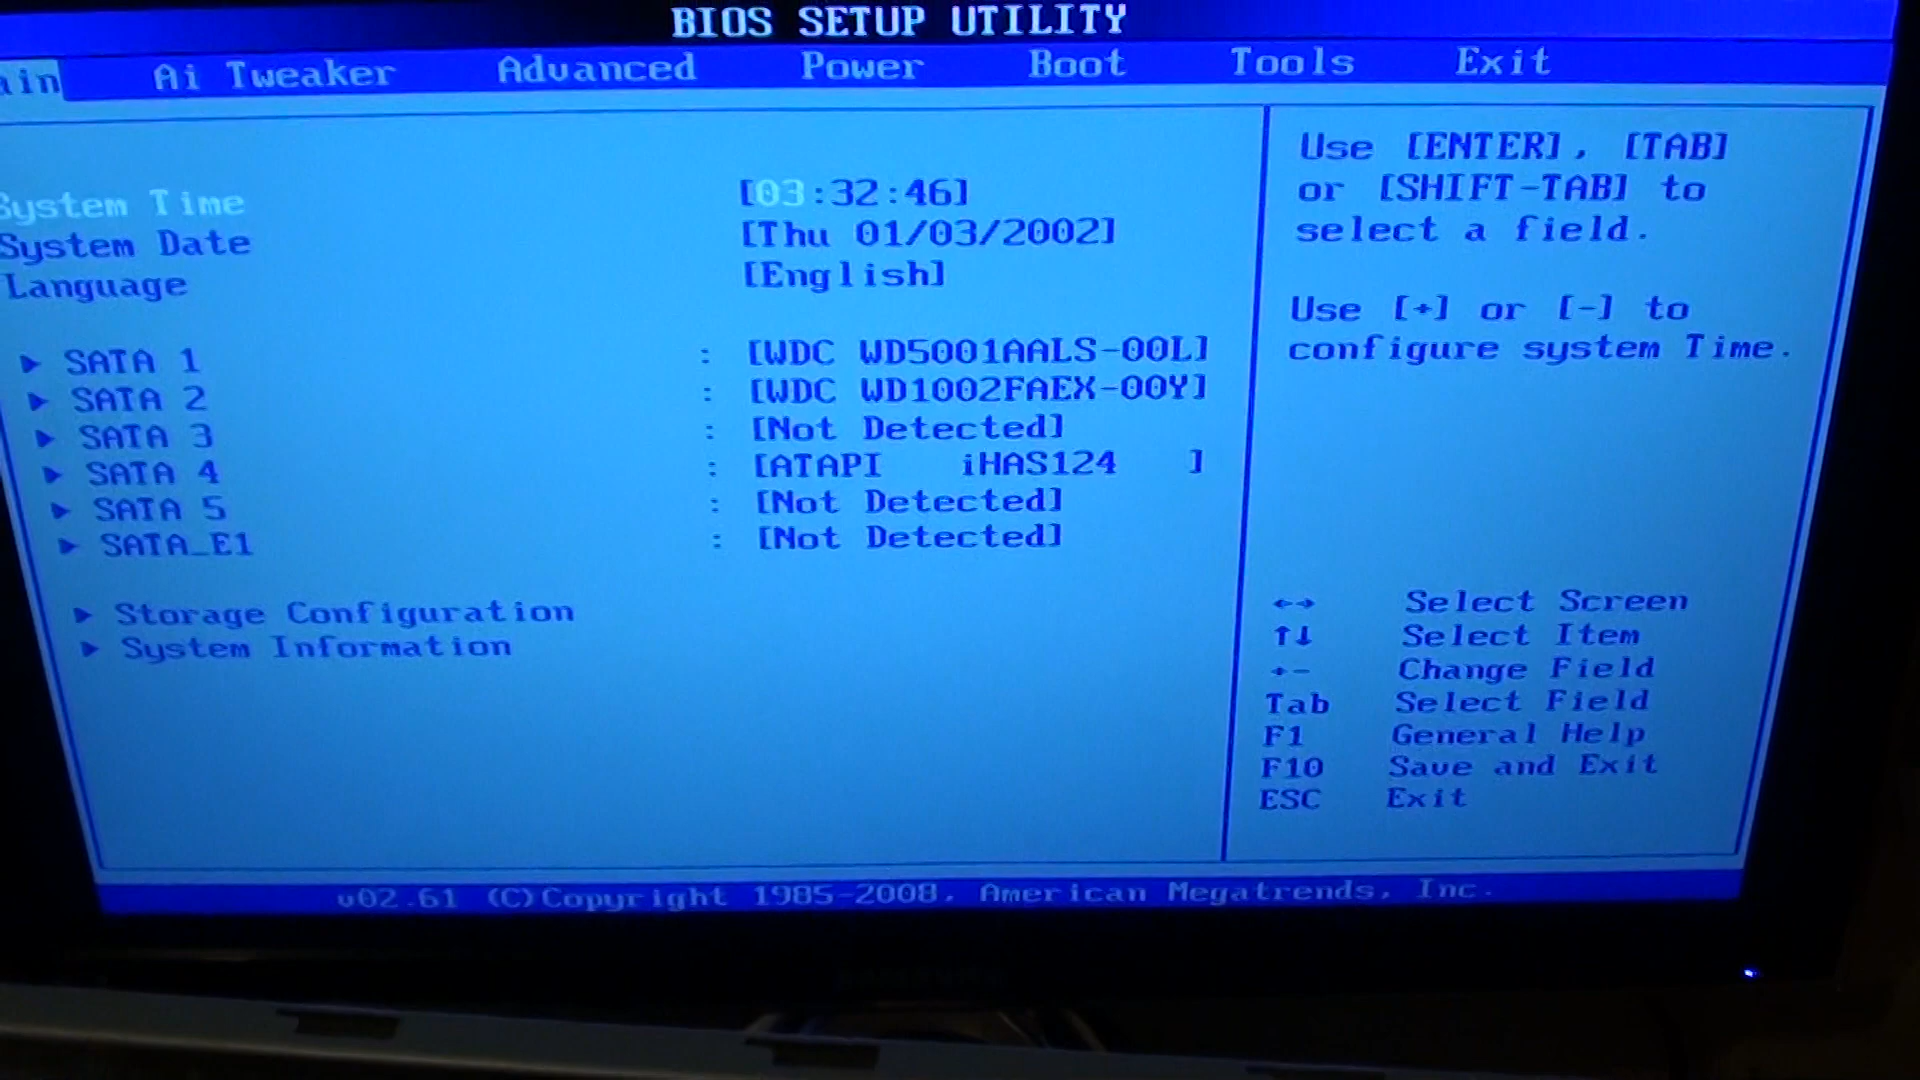 BIOS SETUP UTILITY
ain Ai Tweaker Advanced Power Boot Tools Exit
System Time [03:32:46]
System Date [Thu 01/03/2002]
Language [English]
▶ SATA 1 : [WDC WD5001AALS-00L]
▶ SATA 2 : [WDC WD1002FAEX-00Y]
▶ SATA 3 : [Not Detected]
▶ SATA 4 : [ATAPI iHAS124 ]
▶ SATA 5 : [Not Detected]
▶ SATA_E1 : [Not Detected]
▶ Storage Configuration
▶ System Information
Use [ENTER], [TAB]
or [SHIFT-TAB] to
select a field.
Use [+] or [-] to
configure system Time.
←→ Select Screen
↑↓ Select Item
+- Change Field
Tab Select Field
F1 General Help
F10 Save and Exit
ESC Exit
v02.61 (C)Copyright 1985-2008, American Megatrends, Inc.